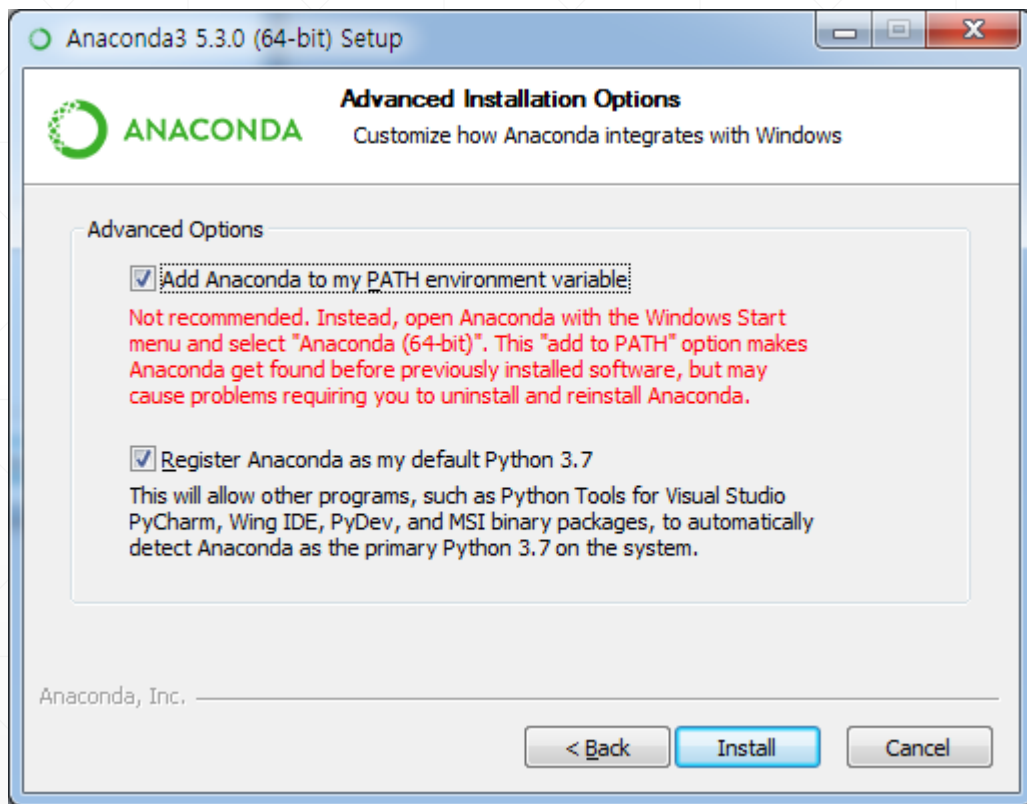 Anaconda3 5.3.0 (64-bit) Setup
ANACONDA
Advanced Installation Options
Customize how Anaconda integrates with Windows
Advanced Options
Add Anaconda to my PATH environment variable
Not recommended. Instead, open Anaconda with the Windows Start
menu and select "Anaconda (64-bit)". This "add to PATH" option makes
Anaconda get found before previously installed software, but may
cause problems requiring you to uninstall and reinstall Anaconda.
Register Anaconda as my default Python 3.7
This will allow other programs, such as Python Tools for Visual Studio
PyCharm, Wing IDE, PyDev, and MSI binary packages, to automatically
detect Anaconda as the primary Python 3.7 on the system.
Anaconda, Inc.
< Back
Install
Cancel